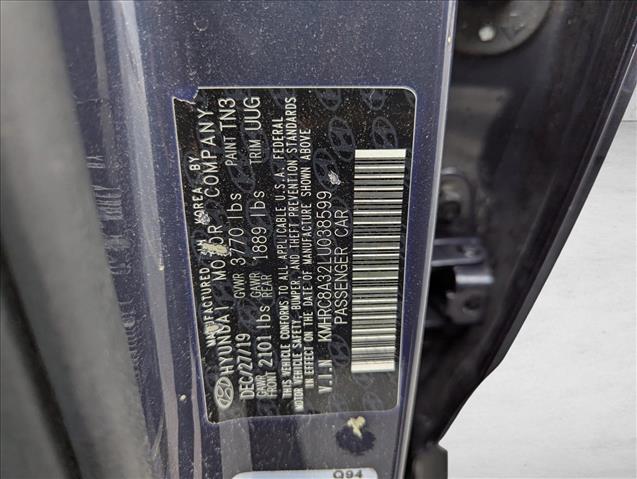 MANUFACTURED IN KOREA BY
HYUNDAI MOTOR COMPANY
DEC/27/19 GVWR 3770 lbs PAINT TN3
GAWR FRONT 2101 lbs GAWR REAR 1889 lbs TRIM UUG
THIS VEHICLE CONFORMS TO ALL APPLICABLE U.S.A. FEDERAL
MOTOR VEHICLE SAFETY, BUMPER, AND THEFT PREVENTION STANDARDS
IN EFFECT ON THE DATE OF MANUFACTURE SHOWN ABOVE
V.I.N KMHRC8A32LU038599
PASSENGER CAR
Q94